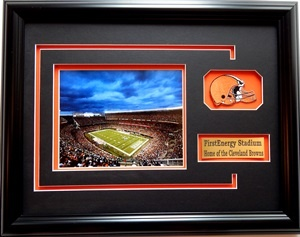 FirstEnergy Stadium
Home of the Cleveland Browns